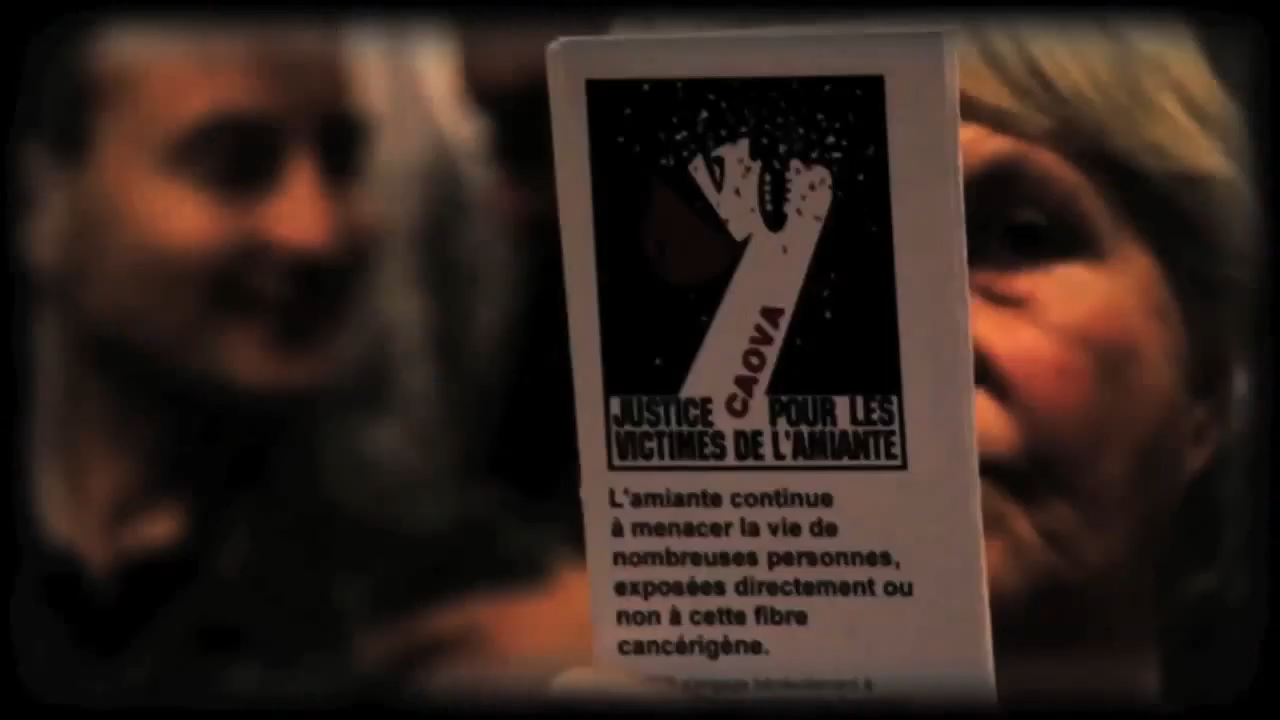 CAOVA
JUSTICE POUR LES
VICTIMES DE L'AMIANTE
L'amiante continue
à menacer la vie de
nombreuses personnes,
exposées directement ou
non à cette fibre
cancérigène.